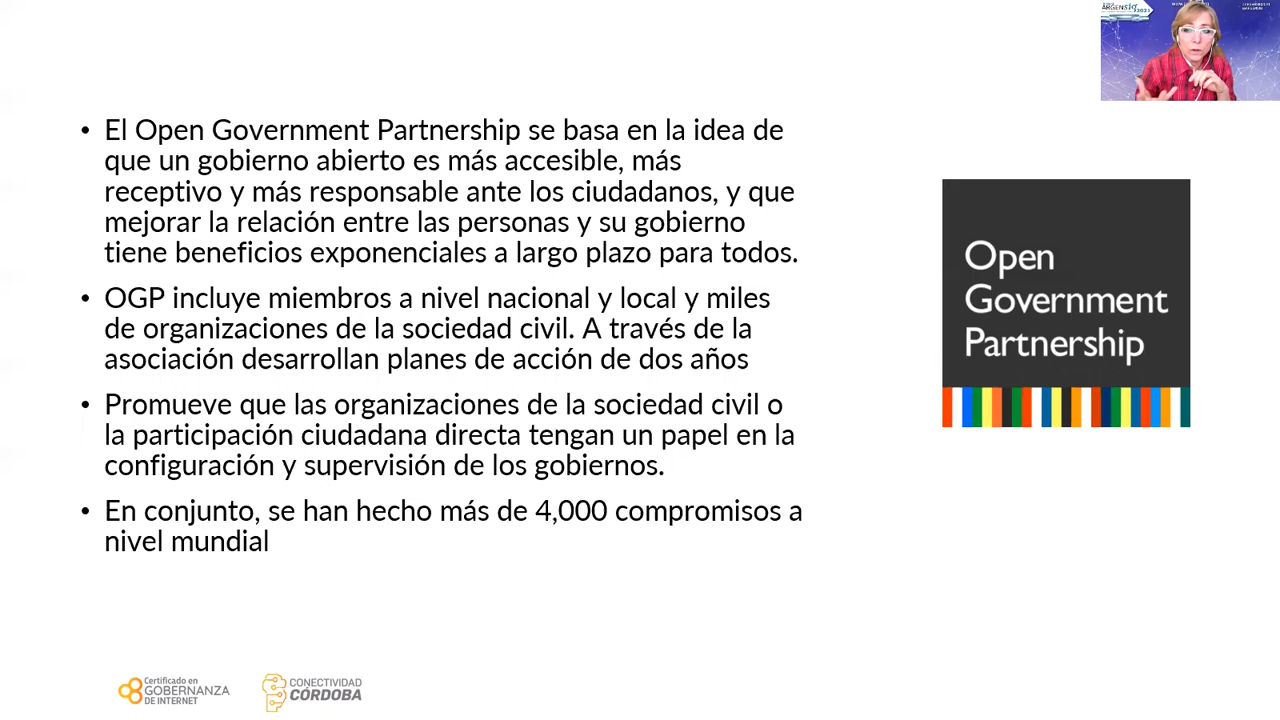 • El Open Government Partnership se basa en la idea de
que un gobierno abierto es más accesible, más
receptivo y más responsable ante los ciudadanos, y que
mejorar la relación entre las personas y su gobierno
tiene beneficios exponenciales a largo plazo para todos.
• OGP incluye miembros a nivel nacional y local y miles
de organizaciones de la sociedad civil. A través de la
asociación desarrollan planes de acción de dos años
• Promueve que las organizaciones de la sociedad civil o
la participación ciudadana directa tengan un papel en la
configuración y supervisión de los gobiernos.
• En conjunto, se han hecho más de 4,000 compromisos a
nivel mundial
Open
Government
Partnership
Certificado en
GOBERNANZA
DE INTERNET
CONECTIVIDAD
CÓRDOBA